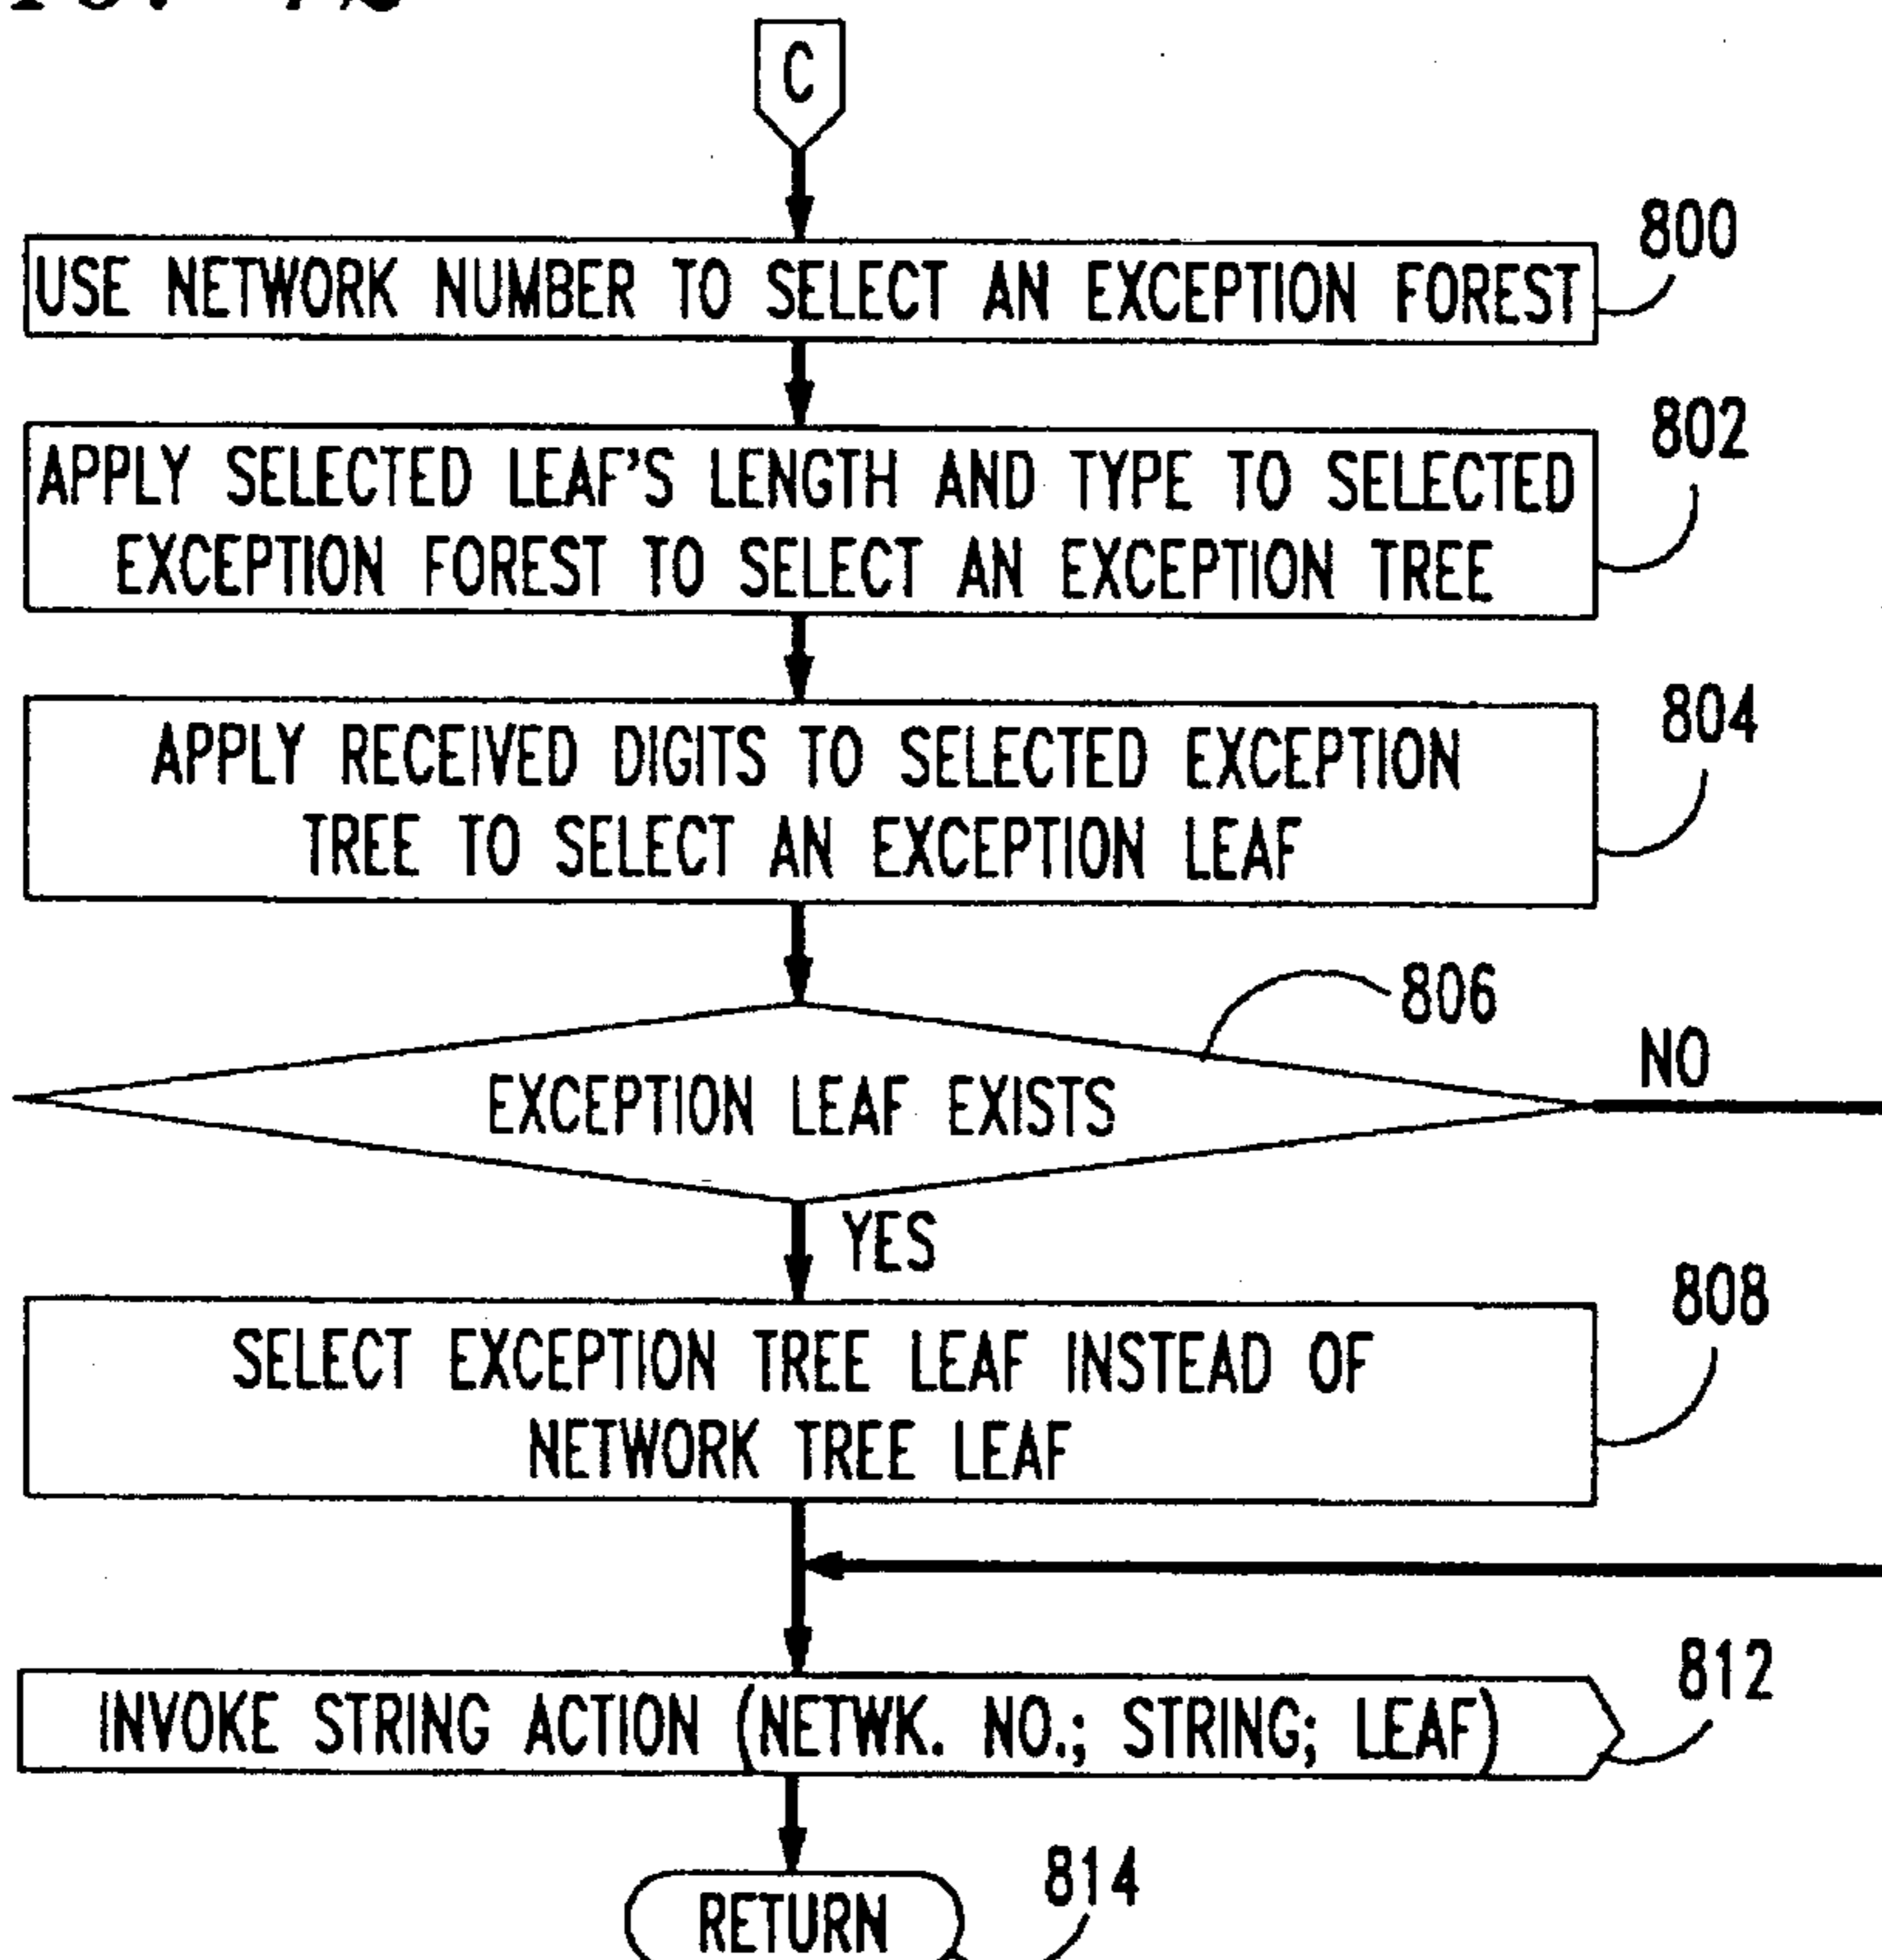 C
USE NETWORK NUMBER TO SELECT AN EXCEPTION FOREST
800
APPLY SELECTED LEAF'S LENGTH AND TYPE TO SELECTED
EXCEPTION FOREST TO SELECT AN EXCEPTION TREE
802
APPLY RECEIVED DIGITS TO SELECTED EXCEPTION
TREE TO SELECT AN EXCEPTION LEAF
804
806
EXCEPTION LEAF EXISTS
NO
YES
SELECT EXCEPTION TREE LEAF INSTEAD OF
NETWORK TREE LEAF
808
INVOKE STRING ACTION (NETWK. NO.; STRING; LEAF)
812
RETURN
814